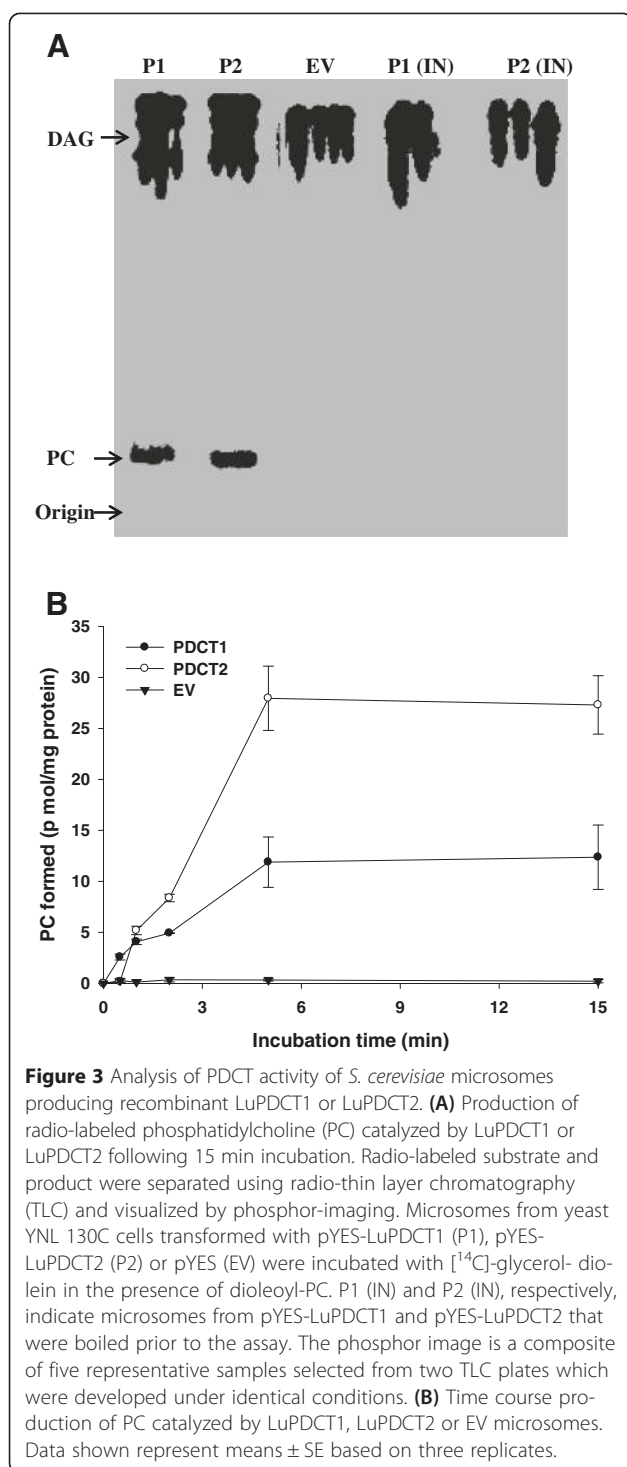 A
P1 P2 EV P1 (IN) P2 (IN)
DAG
PC
Origin
B
35
30
25
20
15
10
5
0
PC formed (p mol/mg protein)
PDCT1
PDCT2
EV
0 3 6 9 12 15
Incubation time (min)
Figure 3 Analysis of PDCT activity of S. cerevisiae microsomes
producing recombinant LuPDCT1 or LuPDCT2. (A) Production of
radio-labeled phosphatidylcholine (PC) catalyzed by LuPDCT1 or
LuPDCT2 following 15 min incubation. Radio-labeled substrate and
product were separated using radio-thin layer chromatography
(TLC) and visualized by phosphor-imaging. Microsomes from yeast
YNL 130C cells transformed with pYES-LuPDCT1 (P1), pYES-
LuPDCT2 (P2) or pYES (EV) were incubated with [¹⁴C]-glycerol- dio-
lein in the presence of dioleoyl-PC. P1 (IN) and P2 (IN), respectively,
indicate microsomes from pYES-LuPDCT1 and pYES-LuPDCT2 that
were boiled prior to the assay. The phosphor image is a composite
of five representative samples selected from two TLC plates which
were developed under identical conditions. (B) Time course pro-
duction of PC catalyzed by LuPDCT1, LuPDCT2 or EV microsomes.
Data shown represent means ± SE based on three replicates.